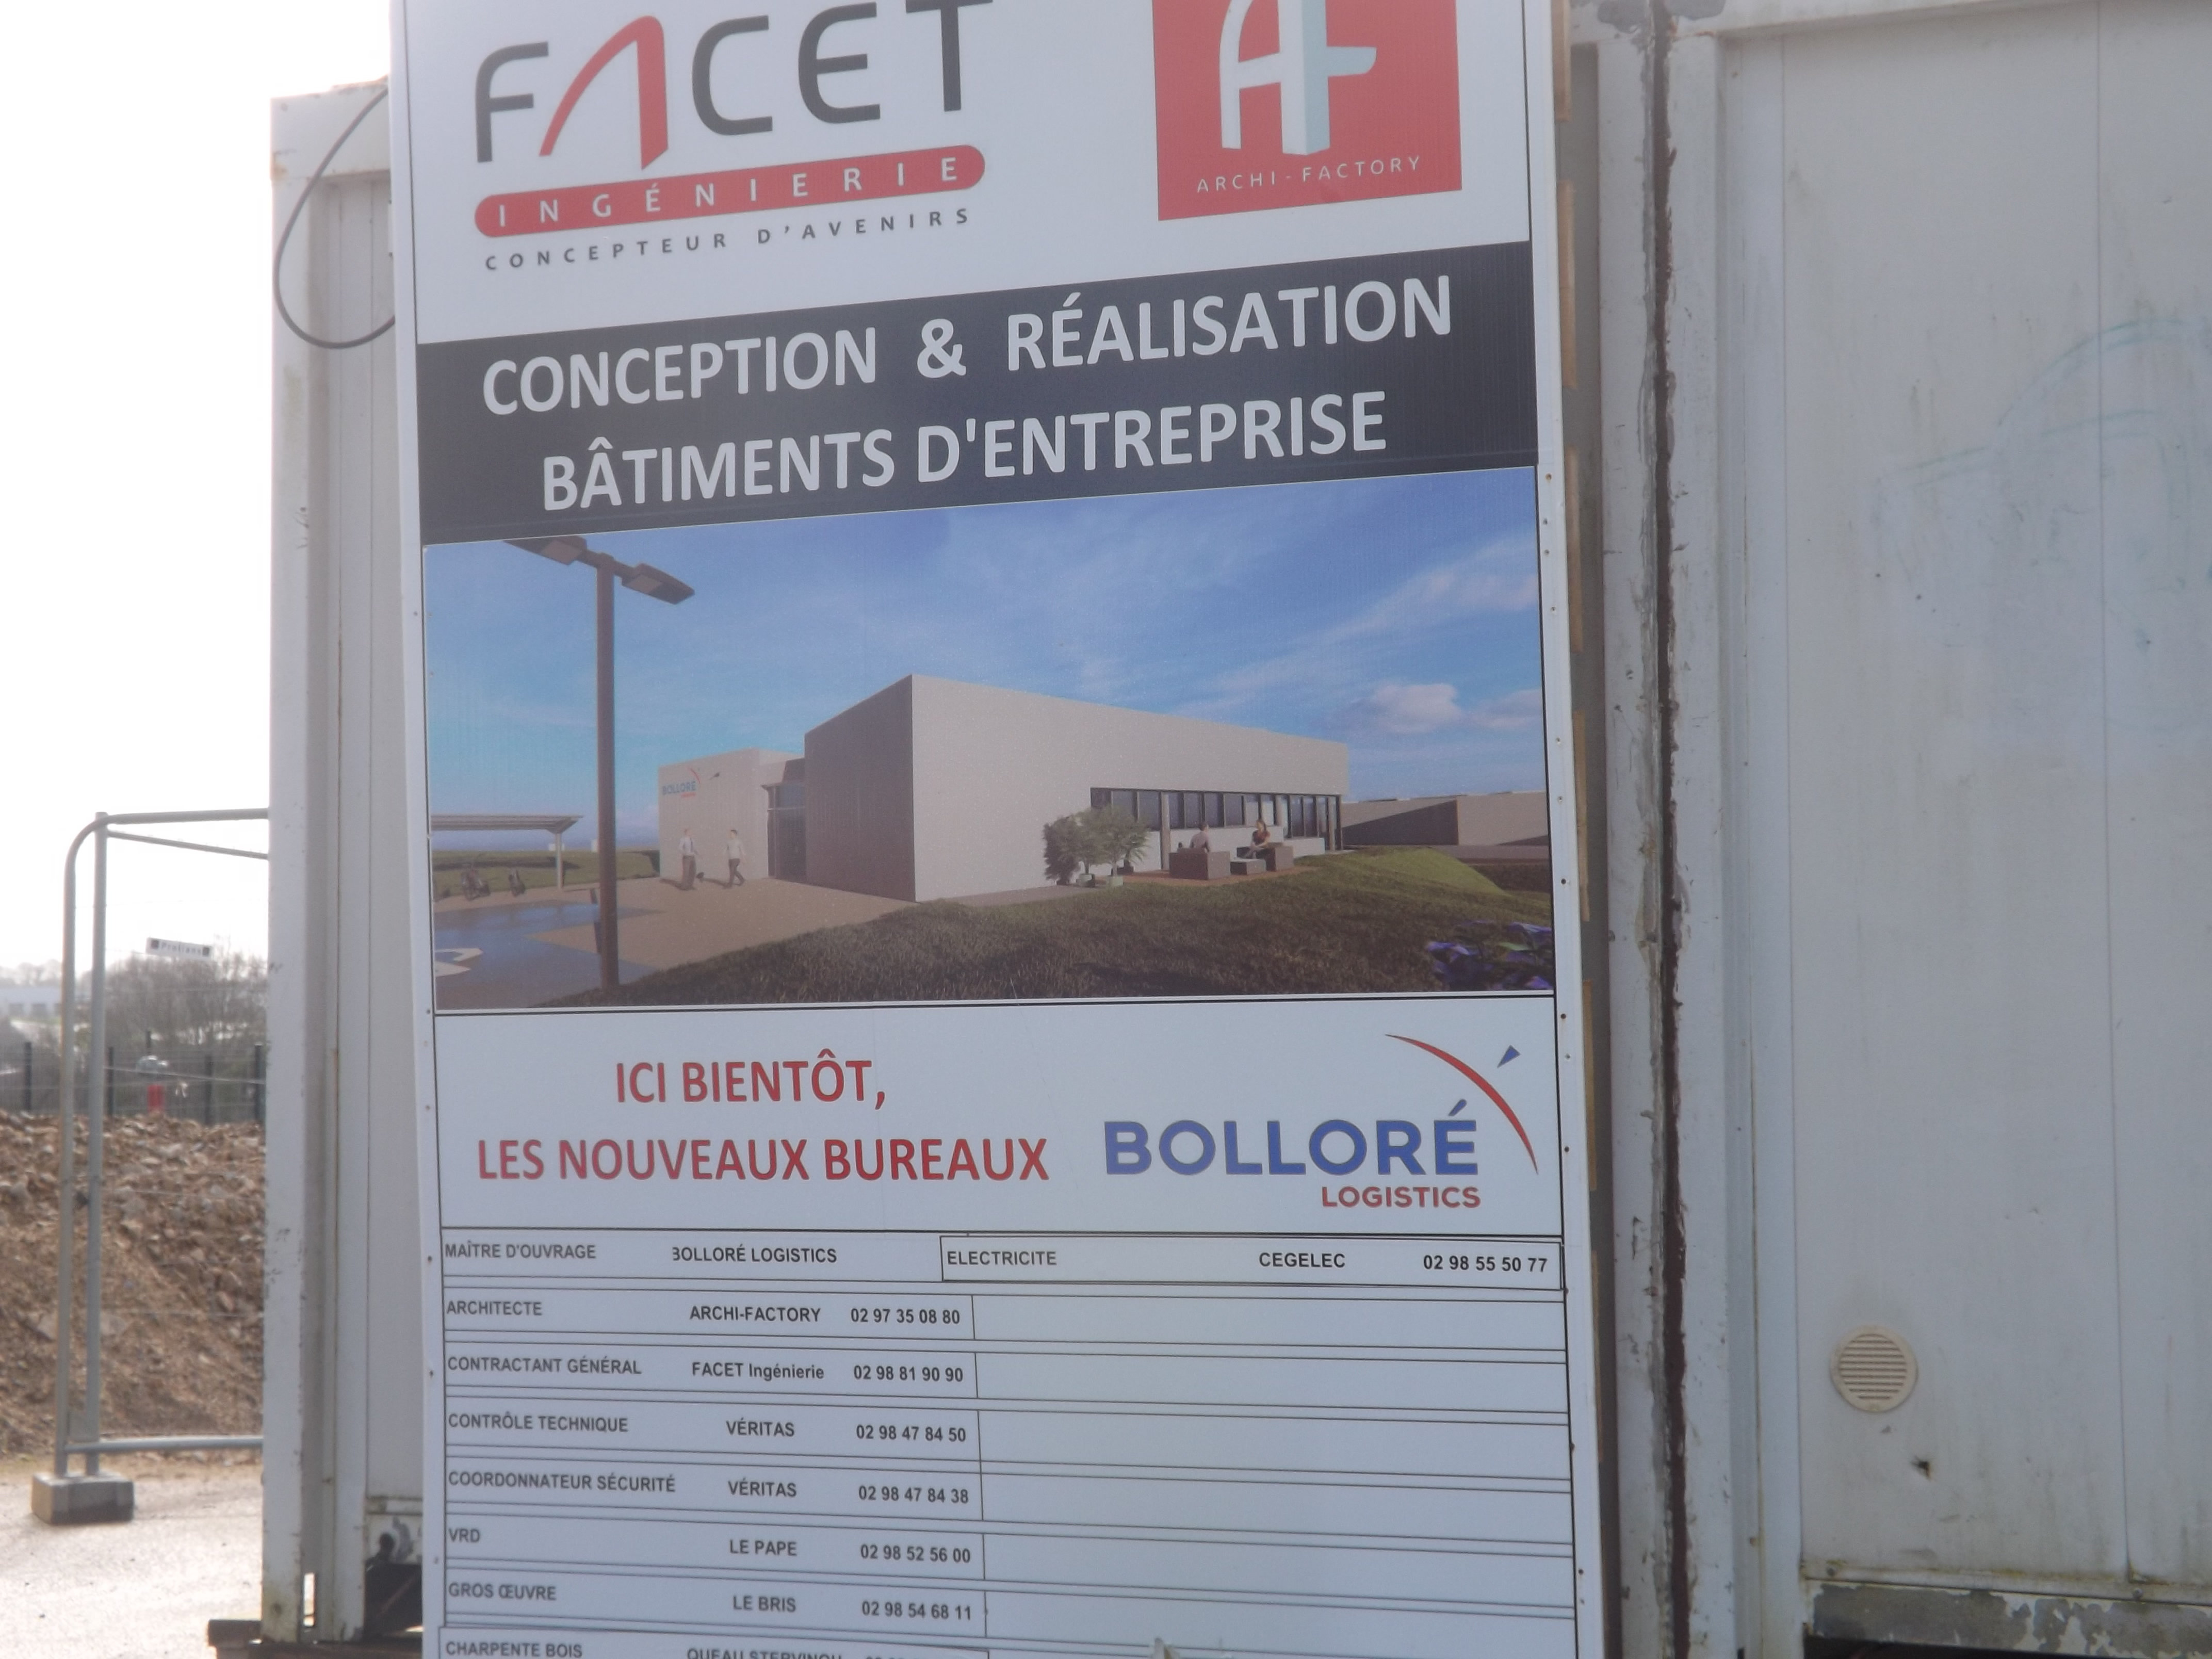 FACET
INGÉNIERIE
CONCEPTEUR D'AVENIRS
AF
ARCHI-FACTORY
CONCEPTION & RÉALISATION
BÂTIMENTS D'ENTREPRISE
BOLLORÉ
ICI BIENTÔT,
LES NOUVEAUX BUREAUX
BOLLORÉ
LOGISTICS
MAÎTRE D'OUVRAGE BOLLORÉ LOGISTICS ELECTRICITE CEGELEC 02 98 55 50 77
ARCHITECTE ARCHI-FACTORY 02 97 35 08 80
CONTRACTANT GÉNÉRAL FACET Ingénierie 02 98 81 90 90
CONTRÔLE TECHNIQUE VÉRITAS 02 98 47 84 50
COORDONNATEUR SÉCURITÉ VÉRITAS 02 98 47 84 38
VRD LE PAPE 02 98 52 56 00
GROS ŒUVRE LE BRIS 02 98 54 68 11
CHARPENTE BOIS